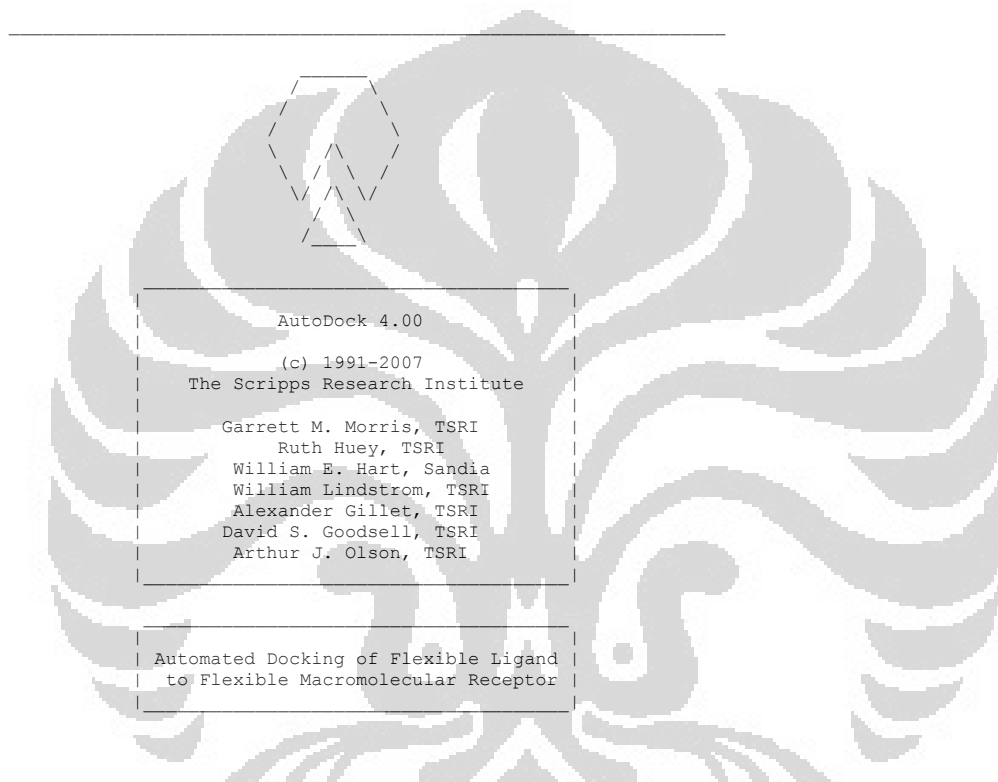 AutoDock 4.00
(c) 1991-2007
The Scripps Research Institute
Garrett M. Morris, TSRI
Ruth Huey, TSRI
William E. Hart, Sandia
William Lindstrom, TSRI
Alexander Gillet, TSRI
David S. Goodsell, TSRI
Arthur J. Olson, TSRI
Automated Docking of Flexible Ligand
to Flexible Macromolecular Receptor